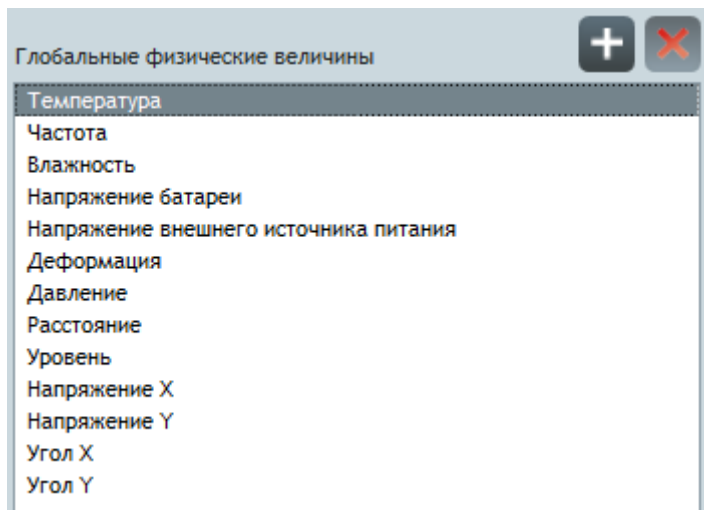 Глобальные физические величины
Температура
Частота
Влажность
Напряжение батареи
Напряжение внешнего источника питания
Деформация
Давление
Расстояние
Уровень
Напряжение X
Напряжение Y
Угол X
Угол Y